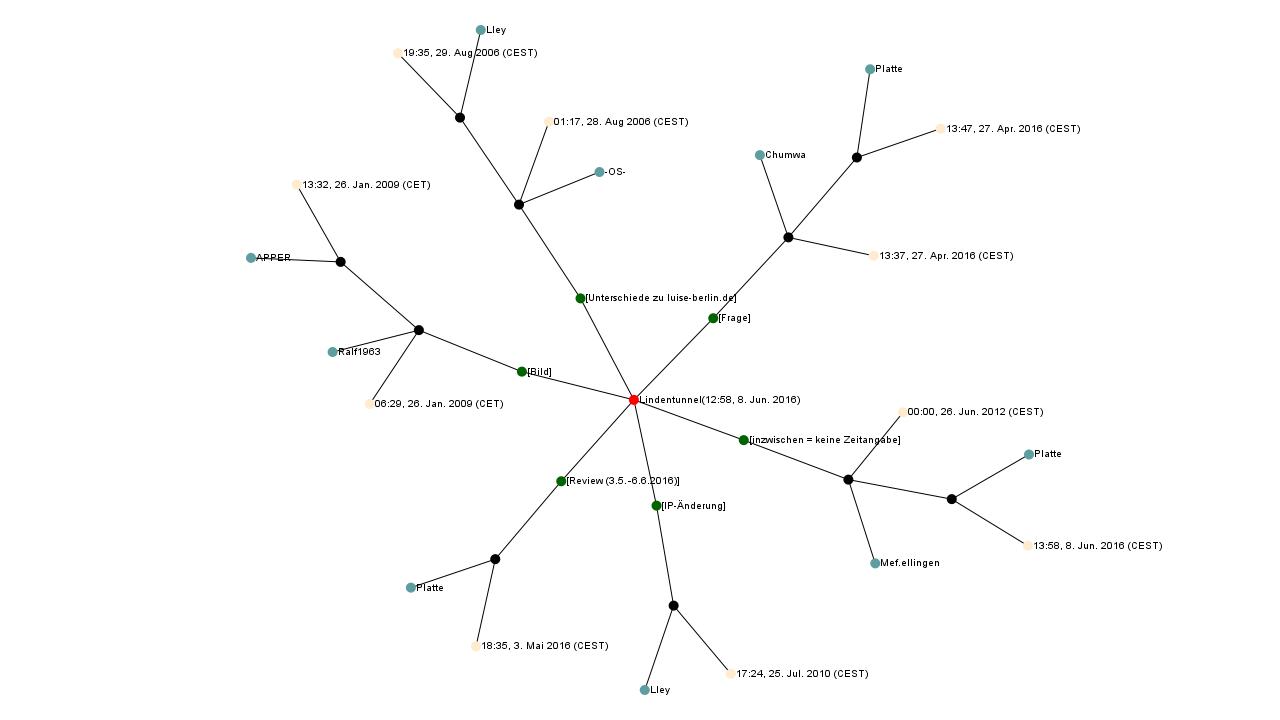 Lley
19:35, 29. Aug 2006 (CEST)
Platte
01:17, 28. Aug 2006 (CEST)
13:47, 27. Apr. 2016 (CEST)
Chumwa
-OS-
13:32, 26. Jan. 2009 (CET)
APPER
13:37, 27. Apr. 2016 (CEST)
[Unterschiede zu luise-berlin.de]
[Frage]
Ralf1963
[Bild]
Lindentunnel(12:58, 8. Jun. 2016)
06:29, 26. Jan. 2009 (CET)
00:00, 26. Jun. 2012 (CEST)
[inzwischen = keine Zeitangabe]
Platte
[Review (3.5.-6.6.2016)]
[IP-Änderung]
13:58, 8. Jun. 2016 (CEST)
Mef.ellingen
Platte
18:35, 3. Mai 2016 (CEST)
17:24, 25. Jul. 2010 (CEST)
Lley